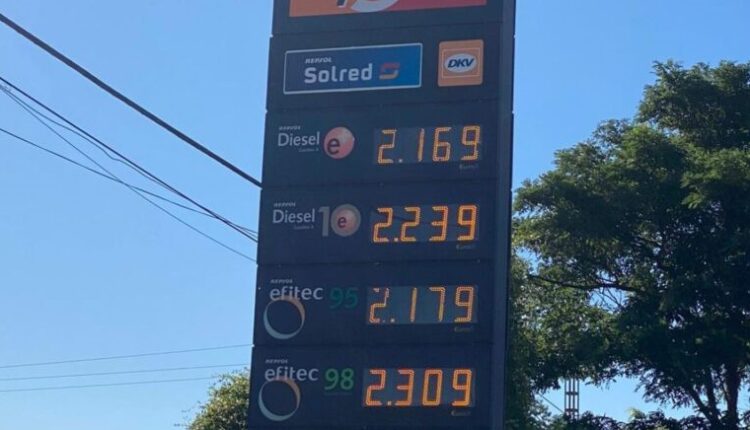 REPSOL
Solred
DKV
REPSOL
Diesel e
2.169
REPSOL
Diesel 10 e
2.239
REPSOL
efitec 95
2.179
REPSOL
efitec 98
2.309